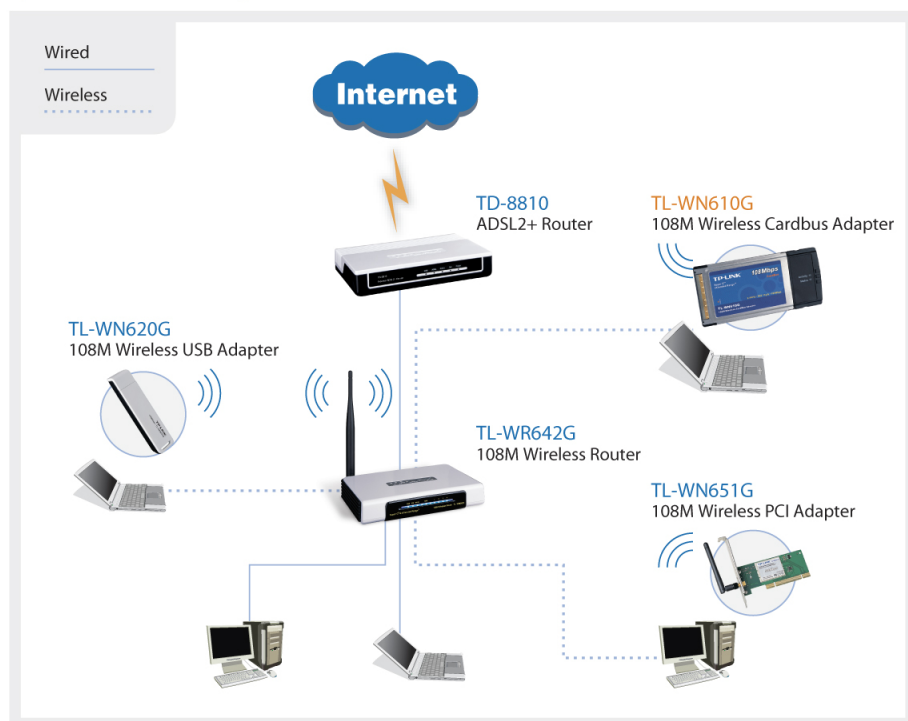 Wired
Wireless
Internet
TD-8810
ADSL2+ Router
TL-WN610G
108M Wireless Cardbus Adapter
TP-LINK
108Mbps
TL-WN620G
108M Wireless USB Adapter
TL-WR642G
108M Wireless Router
TL-WN651G
108M Wireless PCI Adapter